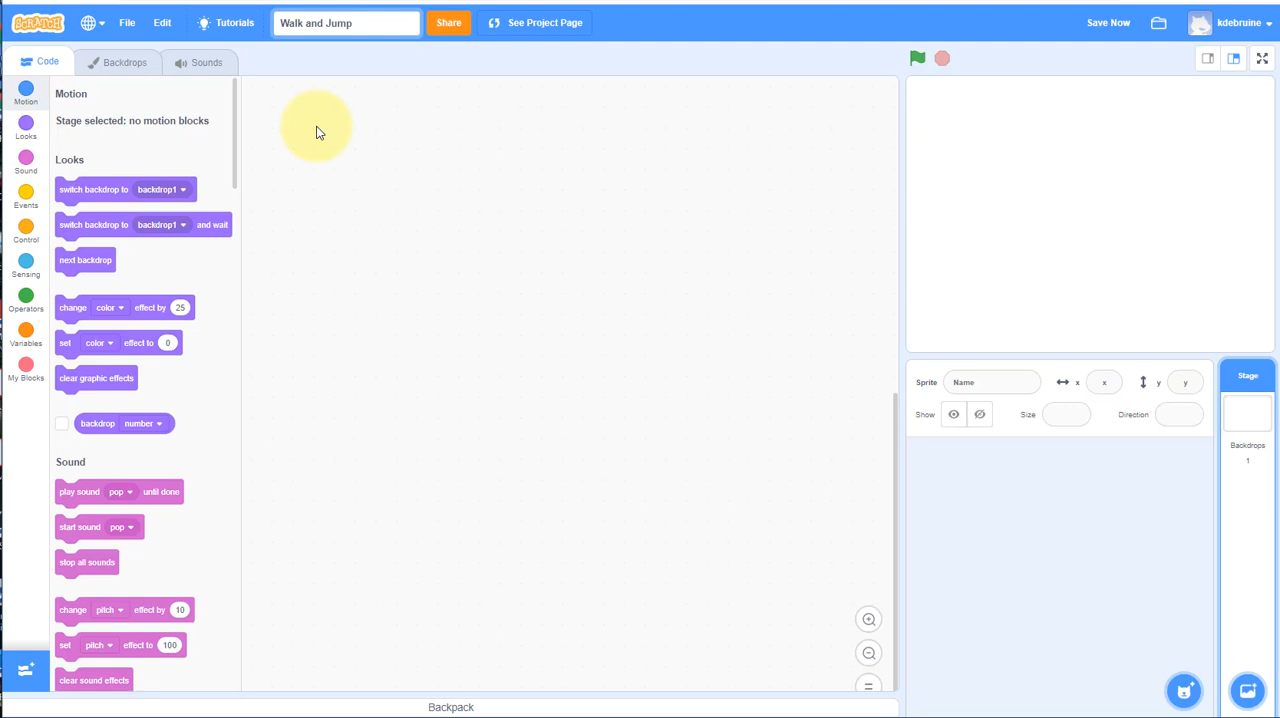 SCRATCH File Edit Tutorials Walk and Jump Share See Project Page Save Now kdebruine
Code Backdrops Sounds
Motion
Looks
Sound
Events
Control
Sensing
Operators
Variables
My Blocks
Motion
Stage selected: no motion blocks
Looks
switch backdrop to backdrop1
switch backdrop to backdrop1 and wait
next backdrop
change color effect by 25
set color effect to 0
clear graphic effects
backdrop number
Sound
play sound pop until done
start sound pop
stop all sounds
change pitch effect by 10
set pitch effect to 100
clear sound effects
Sprite Name x x y y
Show Size Direction
Stage
Backdrops
1
Backpack